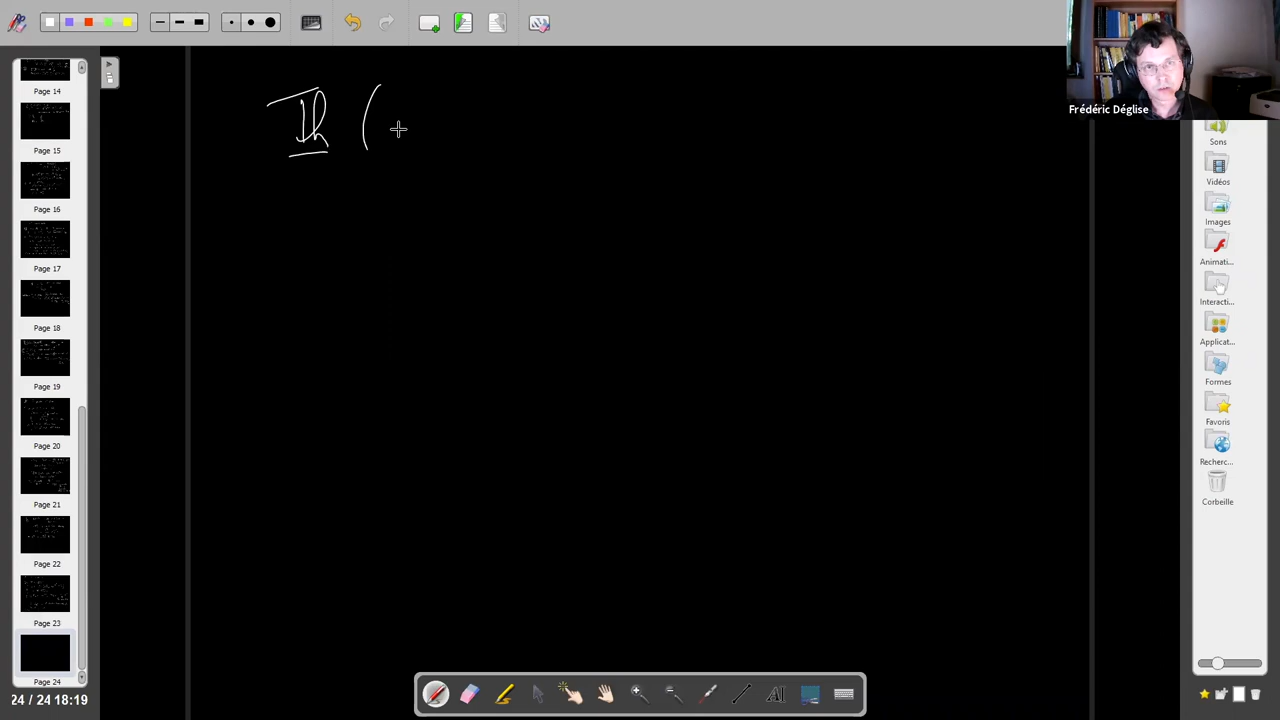 Th (
Frédéric Déglise
Page 14
Page 15
Page 16
Page 17
Page 18
Page 19
Page 20
Page 21
Page 22
Page 23
Page 24
24 / 24 18:19
Sons
Vidéos
Images
Animati...
Interacti...
Applicat...
Formes
Favoris
Recherc...
Corbeille
AI